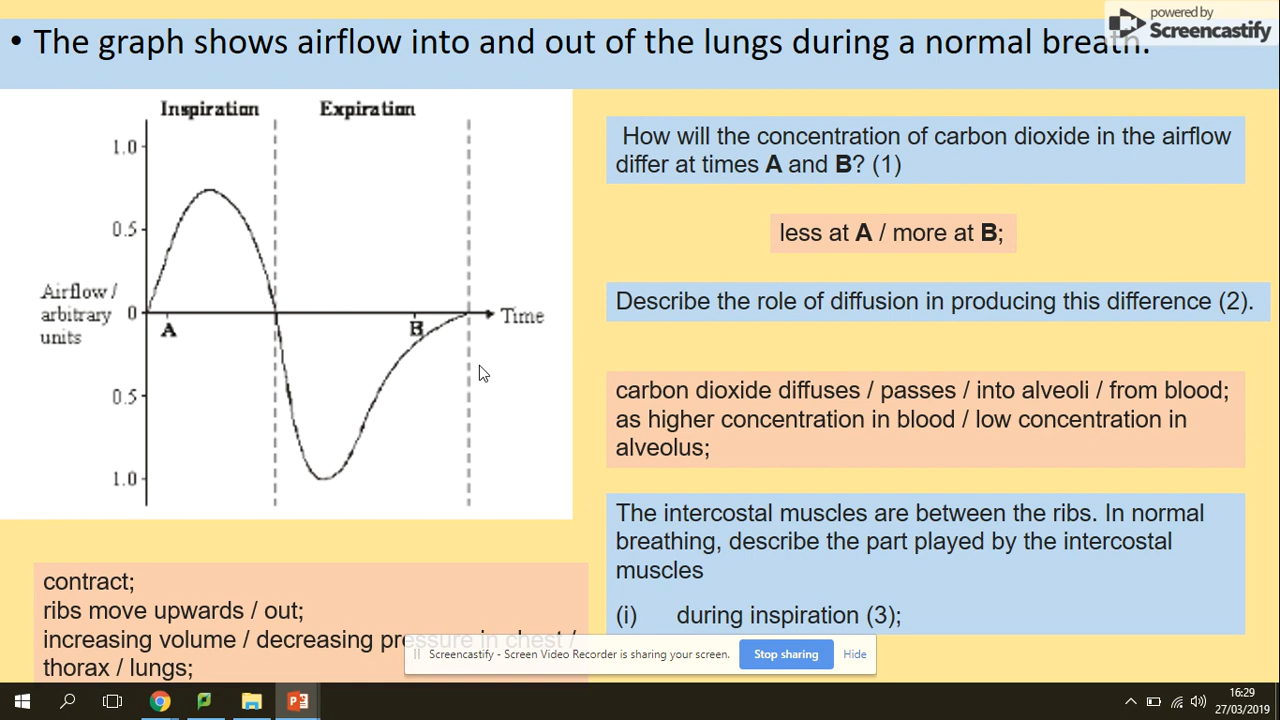 powered by
Screencastify
• The graph shows airflow into and out of the lungs during a normal breath.
Inspiration Expiration
1.0
0.5
Airflow /
arbitrary
units
0
A
B
Time
0.5
1.0
How will the concentration of carbon dioxide in the airflow
differ at times A and B? (1)
less at A / more at B;
Describe the role of diffusion in producing this difference (2).
carbon dioxide diffuses / passes / into alveoli / from blood;
as higher concentration in blood / low concentration in
alveolus;
The intercostal muscles are between the ribs. In normal
breathing, describe the part played by the intercostal
muscles
(i) during inspiration (3);
contract;
ribs move upwards / out;
increasing volume / decreasing pressure in chest /
thorax / lungs;
Screencastify - Screen Video Recorder is sharing your screen.
Stop sharing
Hide
16:29
27/03/2019